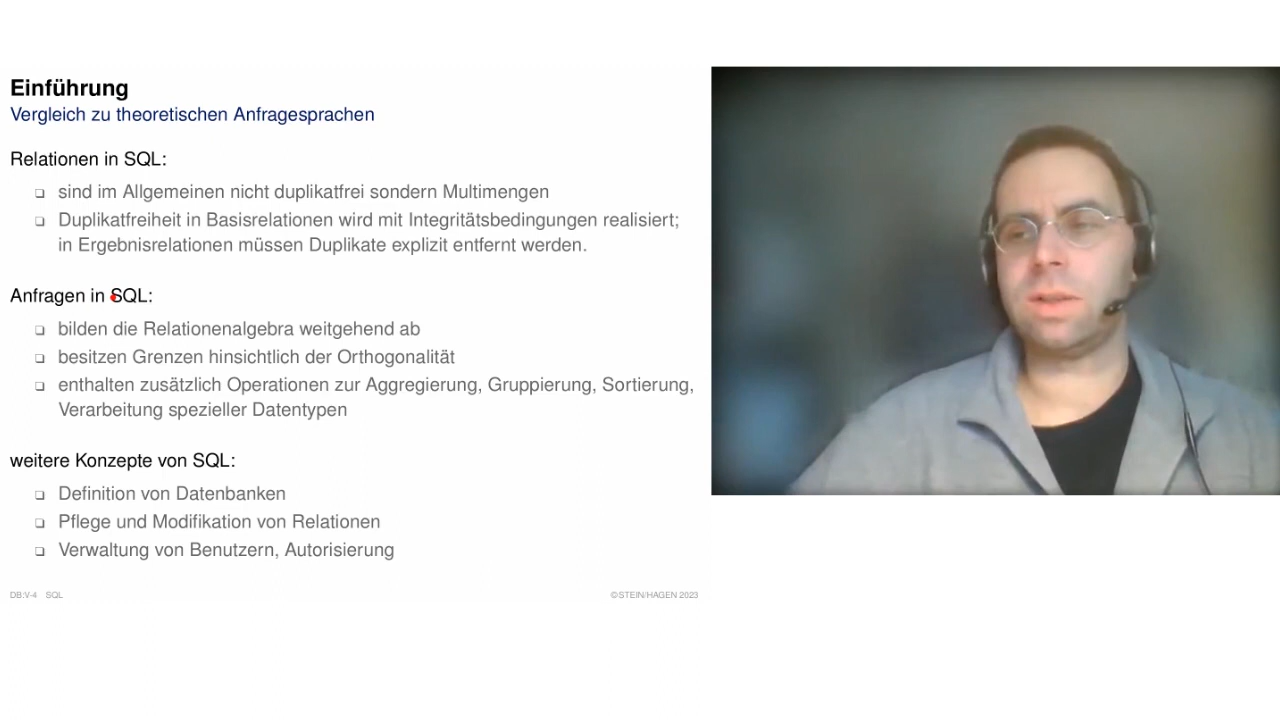 Einführung
Vergleich zu theoretischen Anfragesprachen
Relationen in SQL:
❑ sind im Allgemeinen nicht duplikatfrei sondern Multimengen
❑ Duplikatfreiheit in Basisrelationen wird mit Integritätsbedingungen realisiert;
in Ergebnisrelationen müssen Duplikate explizit entfernt werden.
Anfragen in SQL:
❑ bilden die Relationenalgebra weitgehend ab
❑ besitzen Grenzen hinsichtlich der Orthogonalität
❑ enthalten zusätzlich Operationen zur Aggregierung, Gruppierung, Sortierung,
Verarbeitung spezieller Datentypen
weitere Konzepte von SQL:
❑ Definition von Datenbanken
❑ Pflege und Modifikation von Relationen
❑ Verwaltung von Benutzern, Autorisierung
DB:V-4 SQL ©STEIN/HAGEN 2023